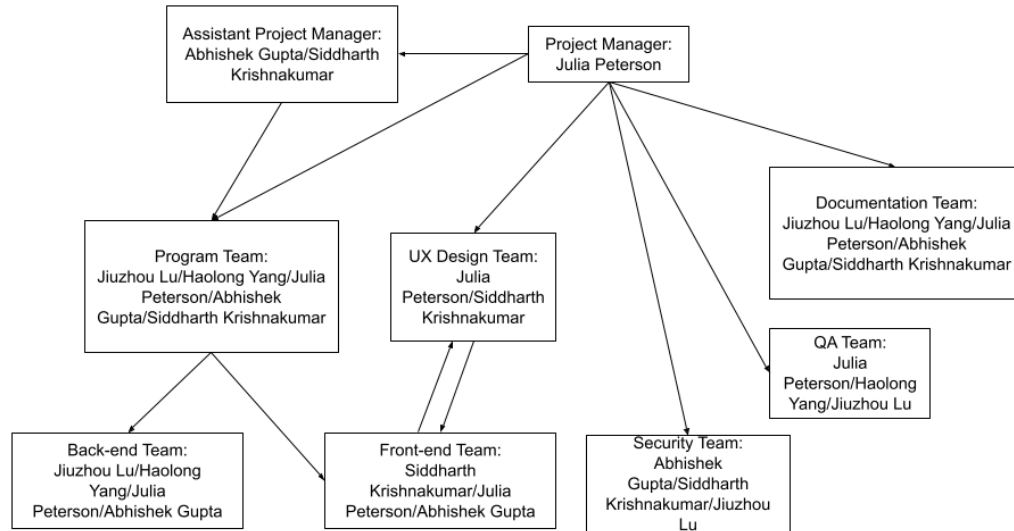 Assistant Project Manager:
Abhishek Gupta/Siddharth
Krishnakumar
Project Manager:
Julia Peterson
Documentation Team:
Jiuzhou Lu/Haolong Yang/Julia
Peterson/Abhishek
Gupta/Siddharth Krishnakumar
Program Team:
Jiuzhou Lu/Haolong Yang/Julia
Peterson/Abhishek
Gupta/Siddharth Krishnakumar
UX Design Team:
Julia
Peterson/Siddharth
Krishnakumar
QA Team:
Julia
Peterson/Haolong
Yang/Jiuzhou Lu
Back-end Team:
Jiuzhou Lu/Haolong
Yang/Julia
Peterson/Abhishek Gupta
Front-end Team:
Siddharth
Krishnakumar/Julia
Peterson/Abhishek Gupta
Security Team:
Abhishek
Gupta/Siddharth
Krishnakumar/Jiuzhou
Lu